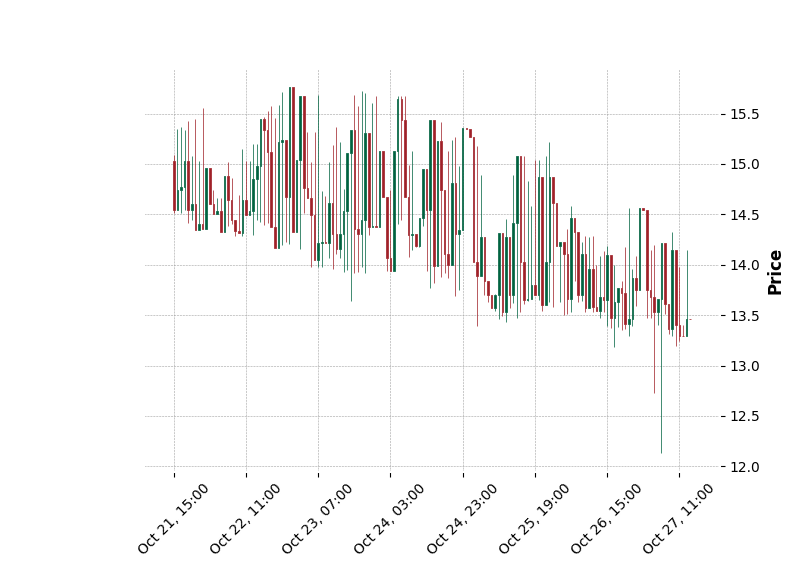 15.5
15.0
14.5
14.0
13.5
13.0
12.5
12.0
Price
Oct 21, 15:00
Oct 22, 11:00
Oct 23, 07:00
Oct 24, 03:00
Oct 24, 23:00
Oct 25, 19:00
Oct 26, 15:00
Oct 27, 11:00